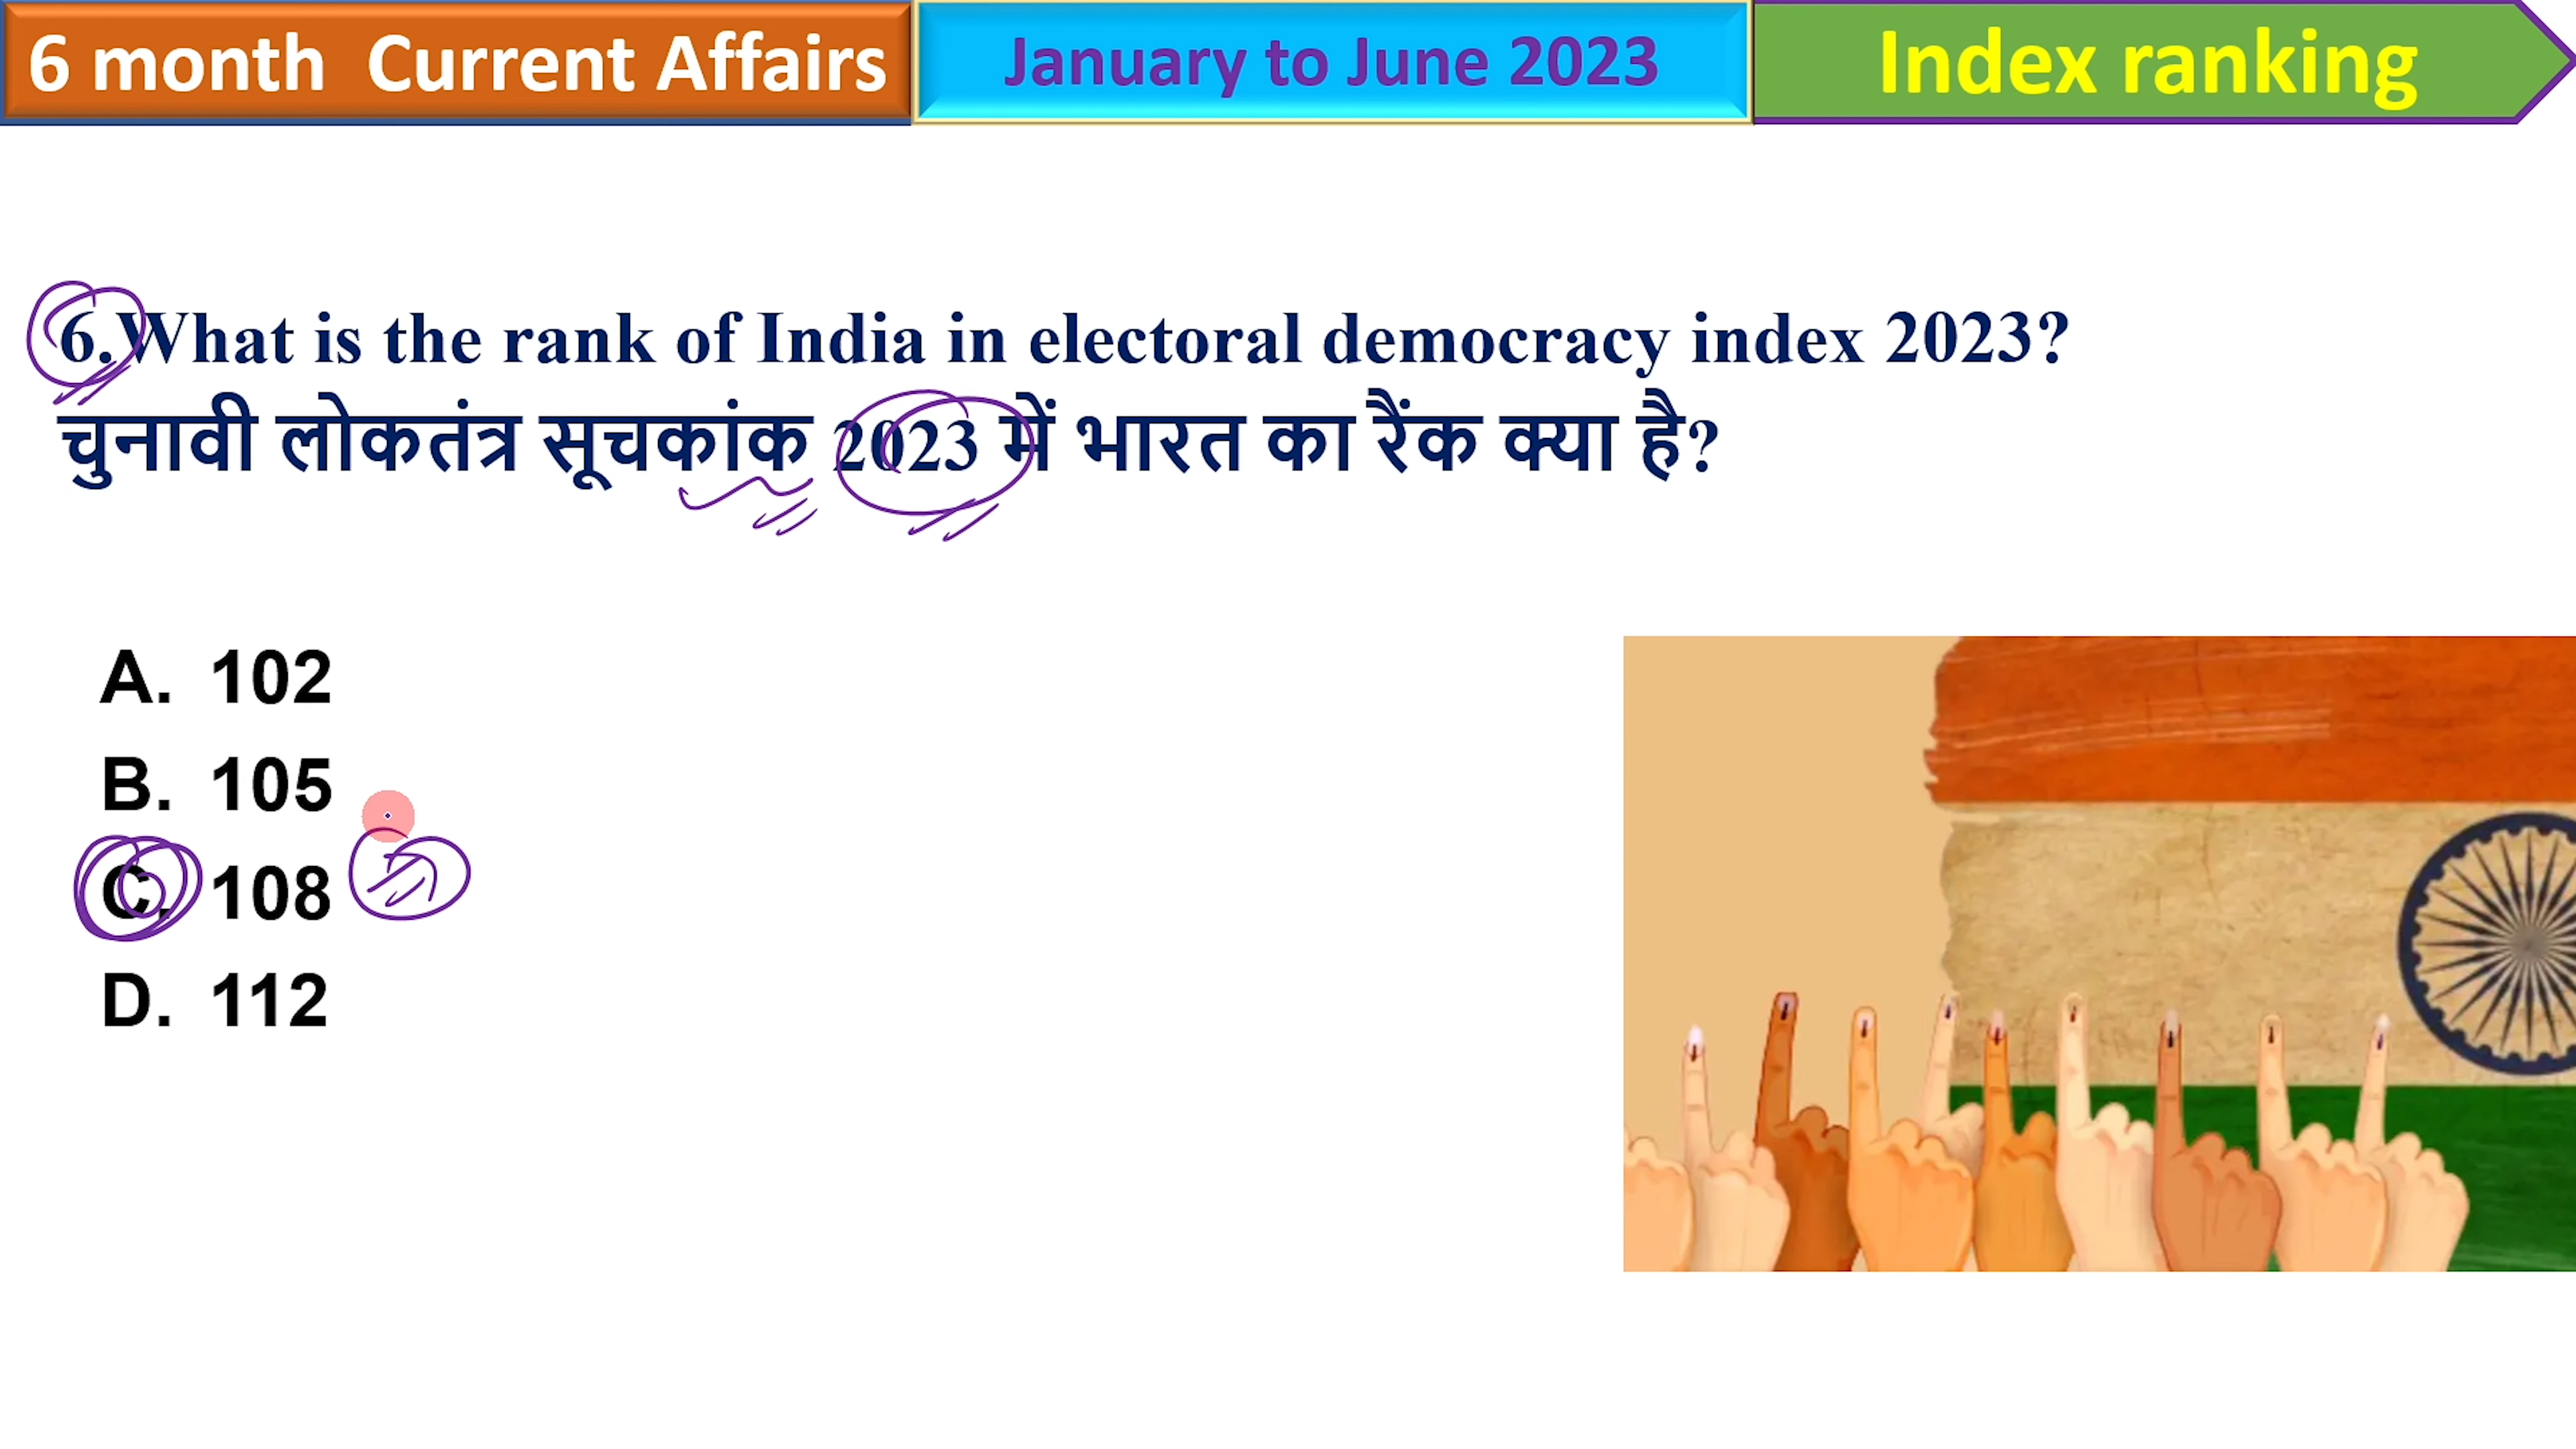 6 month Current Affairs
January to June 2023
Index ranking
6.What is the rank of India in electoral democracy index 2023?
चुनावी लोकतंत्र सूचकांक 2023 में भारत का रैंक क्या है?
A. 102
B. 105
C. 108
D. 112